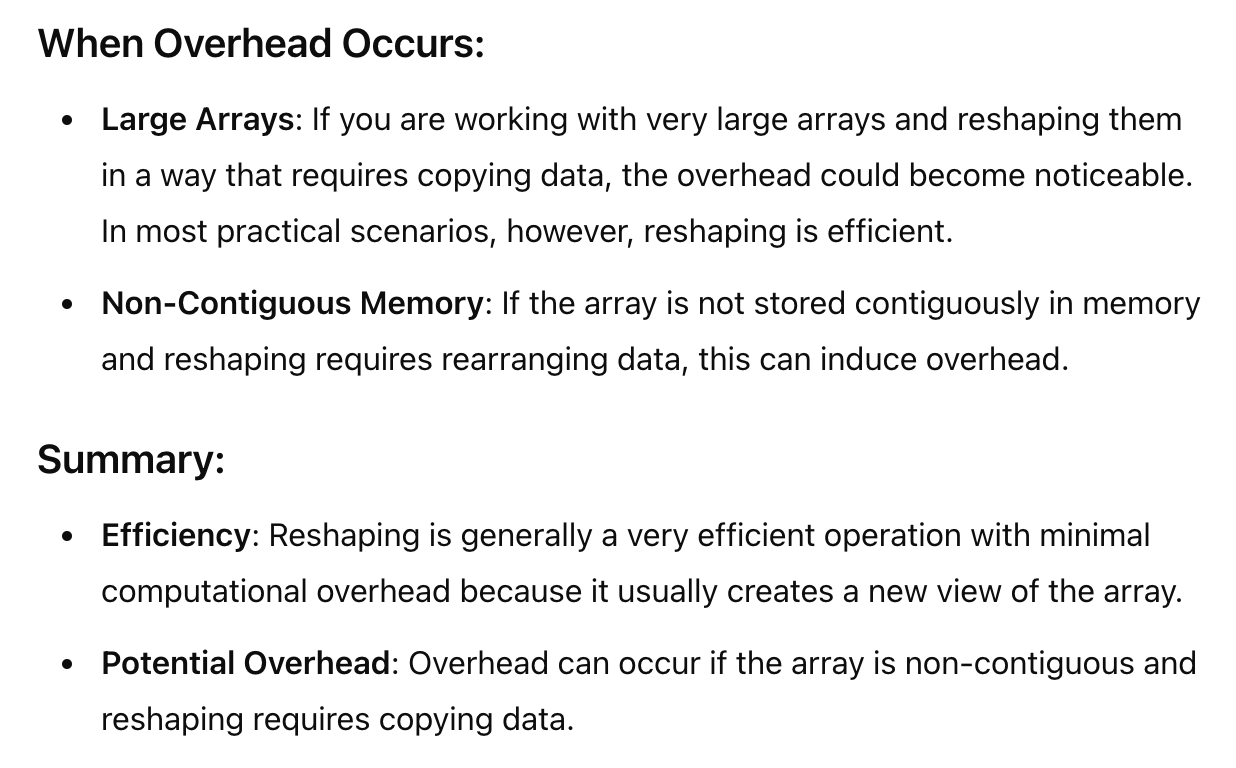 When Overhead Occurs:
• Large Arrays: If you are working with very large arrays and reshaping them
in a way that requires copying data, the overhead could become noticeable.
In most practical scenarios, however, reshaping is efficient.
• Non-Contiguous Memory: If the array is not stored contiguously in memory
and reshaping requires rearranging data, this can induce overhead.
Summary:
• Efficiency: Reshaping is generally a very efficient operation with minimal
computational overhead because it usually creates a new view of the array.
• Potential Overhead: Overhead can occur if the array is non-contiguous and
reshaping requires copying data.